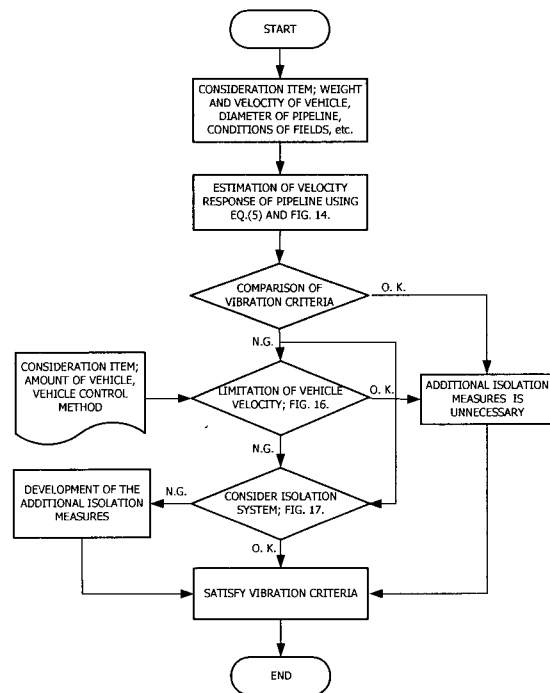 START
CONSIDERATION ITEM; WEIGHT
AND VELOCITY OF VEHICLE,
DIAMETER OF PIPELINE,
CONDITIONS OF FIELDS, etc.
ESTIMATION OF VELOCITY
RESPONSE OF PIPELINE USING
EQ.(5) AND FIG. 14.
COMPARISON OF
VIBRATION CRITERIA
O. K.
N.G.
CONSIDERATION ITEM;
AMOUNT OF VEHICLE,
VEHICLE CONTROL
METHOD
LIMITATION OF VEHICLE
VELOCITY; FIG. 16.
O. K.
ADDITIONAL ISOLATION
MEASURES IS
UNNECESSARY
N.G.
DEVELOPMENT OF THE
ADDITIONAL ISOLATION
MEASURES
N.G.
CONSIDER ISOLATION
SYSTEM; FIG. 17.
O. K.
SATISFY VIBRATION CRITERIA
END